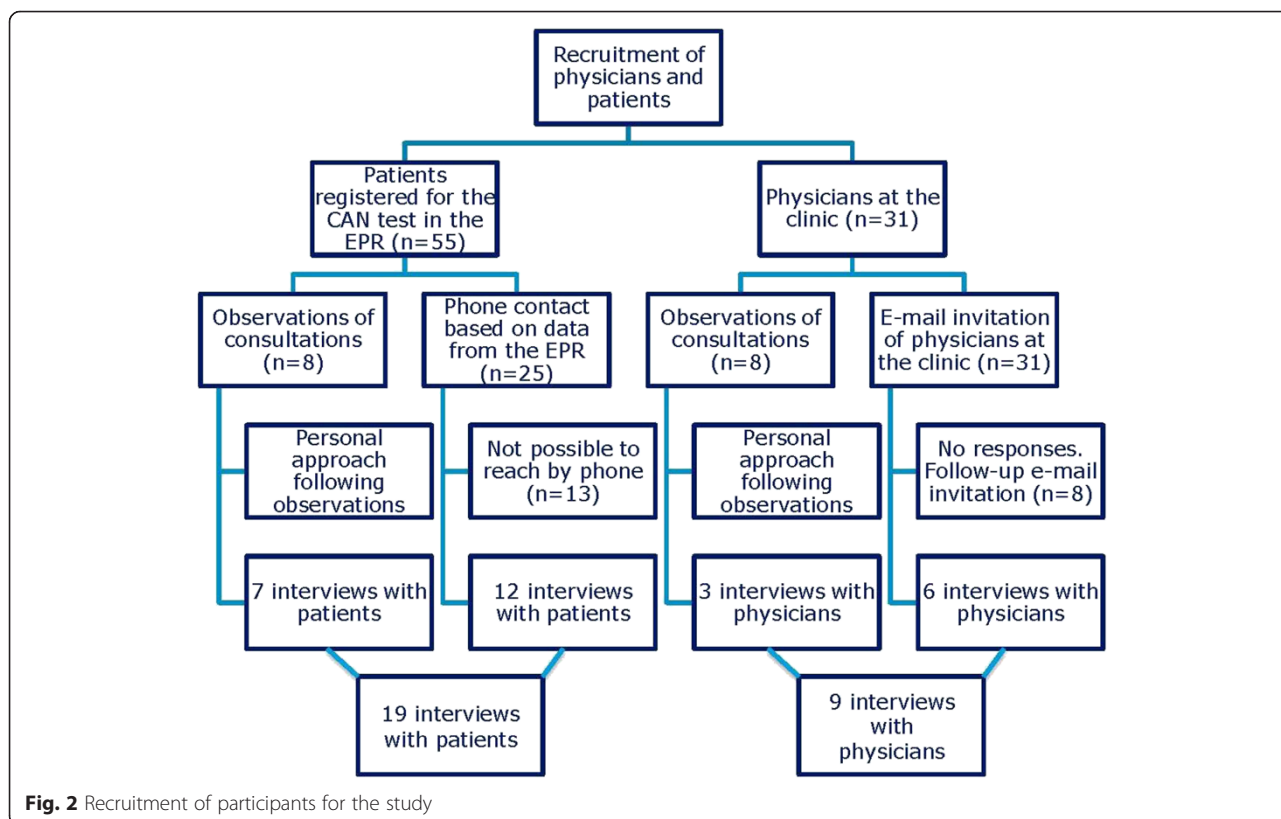 Recruitment of
physicians and
patients
Patients
registered for the
CAN test in the
EPR (n=55)
Physicians at the
clinic (n=31)
Observations of
consultations
(n=8)
Phone contact
based on data
from the EPR
(n=25)
Observations of
consultations
(n=8)
E-mail invitation
of physicians at
the clinic (n=31)
Personal
approach
following
observations
Not possible to
reach by phone
(n=13)
Personal
approach
following
observations
No responses.
Follow-up e-mail
invitation (n=8)
7 interviews with
patients
12 interviews
with patients
3 interviews with
physicians
6 interviews with
physicians
19 interviews
with patients
9 interviews
with
physicians
Fig. 2 Recruitment of participants for the study